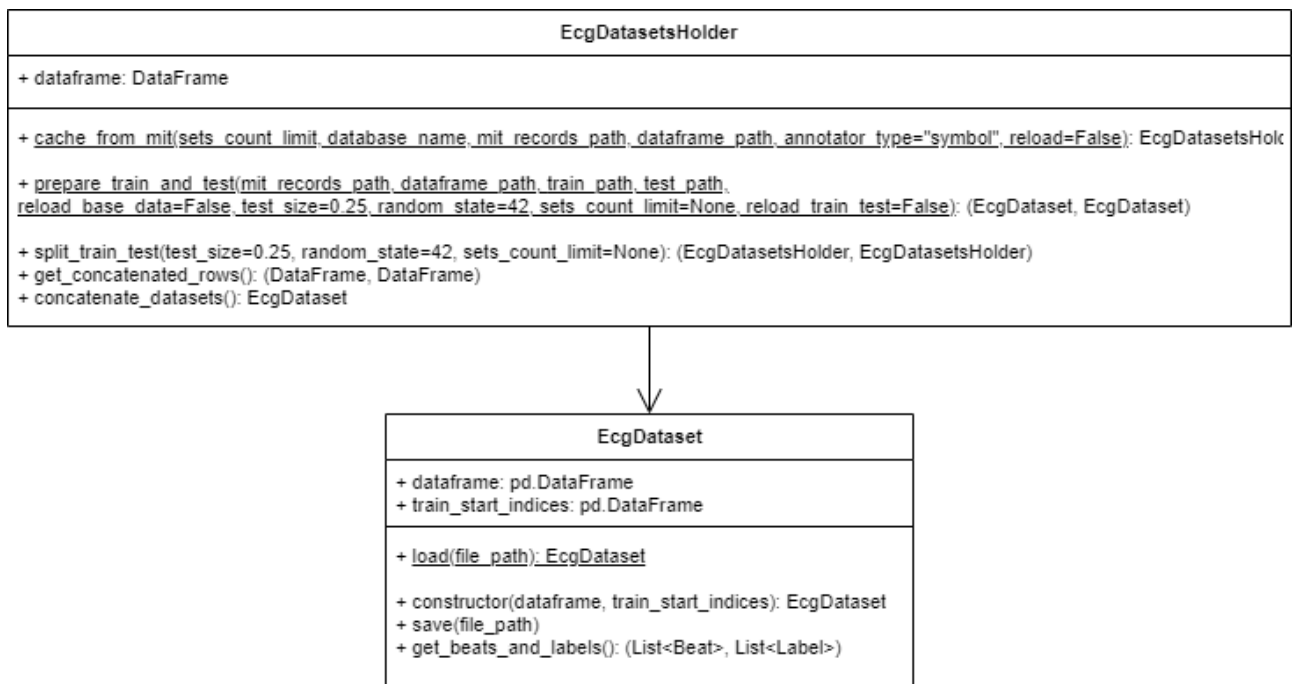 EcgDatasetsHolder
+ dataframe: DataFrame
+ cache_from_mit(sets_count_limit, database_name, mit_records_path, dataframe_path, annotator_type="symbol", reload=False): EcgDatasetsHolc
+ prepare_train_and_test(mit_records_path, dataframe_path, train_path, test_path,
reload_base_data=False, test_size=0.25, random_state=42, sets_count_limit=None, reload_train_test=False): (EcgDataset, EcgDataset)
+ split_train_test(test_size=0.25, random_state=42, sets_count_limit=None): (EcgDatasetsHolder, EcgDatasetsHolder)
+ get_concatenated_rows(): (DataFrame, DataFrame)
+ concatenate_datasets(): EcgDataset
EcgDataset
+ dataframe: pd.DataFrame
+ train_start_indices: pd.DataFrame
+ load(file_path): EcgDataset
+ constructor(dataframe, train_start_indices): EcgDataset
+ save(file_path)
+ get_beats_and_labels(): (List<Beat>, List<Label>)